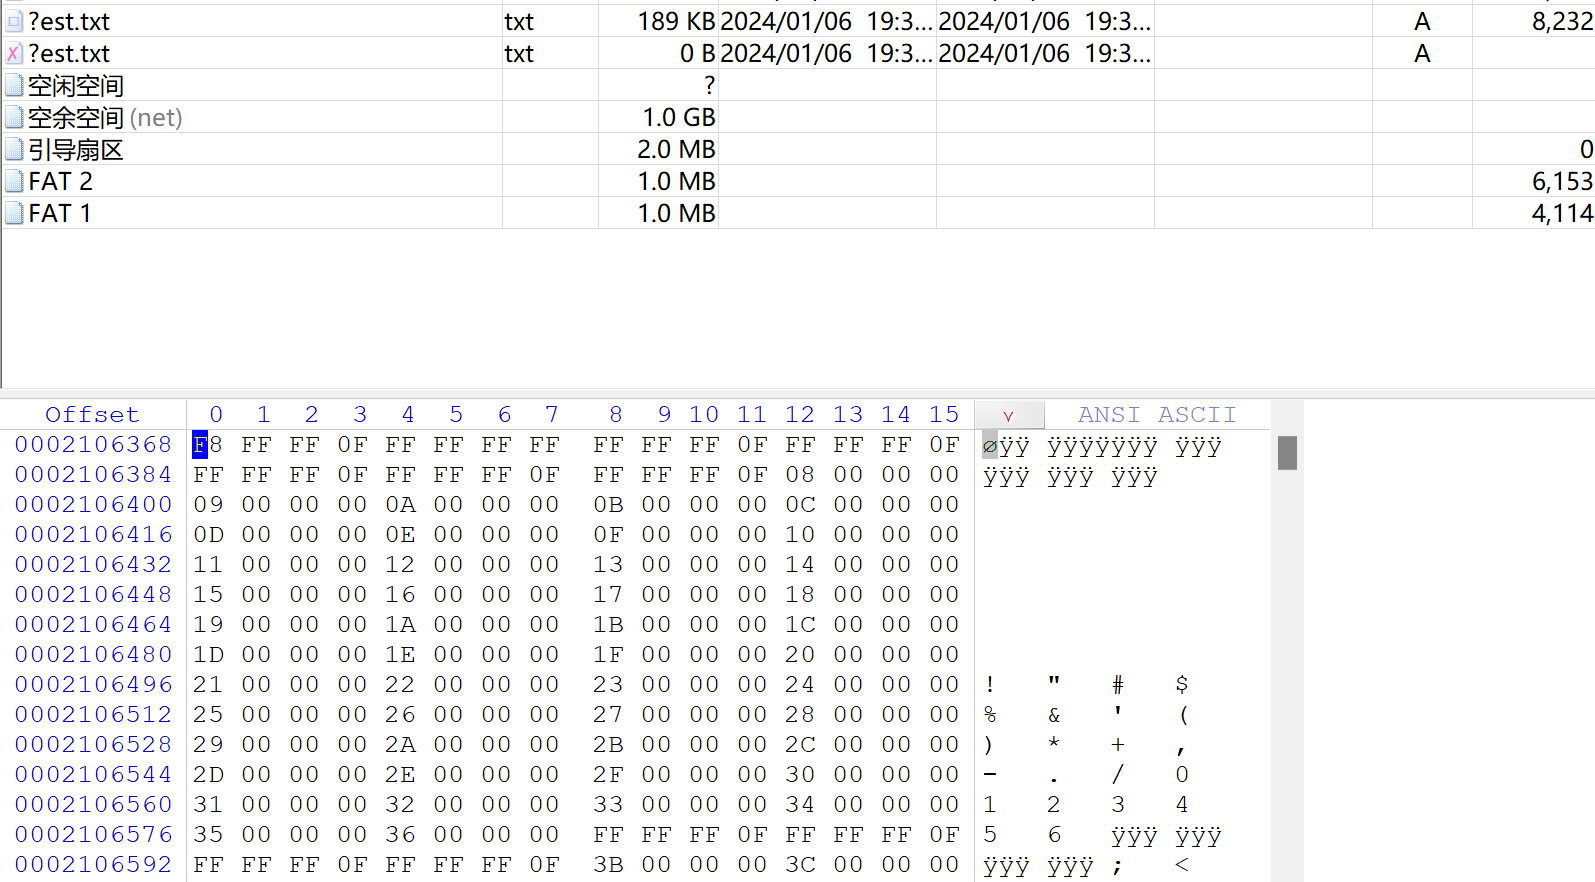 ?est.txt txt 189 KB 2024/01/06 19:3... 2024/01/06 19:3... A 8,232
?est.txt txt 0 B 2024/01/06 19:3... 2024/01/06 19:3... A
空闲空间 ?
空余空间 (net) 1.0 GB
引导扇区 2.0 MB 0
FAT 2 1.0 MB 6,153
FAT 1 1.0 MB 4,114
Offset 0 1 2 3 4 5 6 7 8 9 10 11 12 13 14 15 ANSI ASCII
0002106368 F8 FF FF 0F FF FF FF FF FF FF FF 0F FF FF FF 0F øÿÿ ÿÿÿÿÿÿÿ ÿÿÿ
0002106384 FF FF FF 0F FF FF FF 0F FF FF FF 0F 08 00 00 00 ÿÿÿ ÿÿÿ ÿÿÿ
0002106400 09 00 00 00 0A 00 00 00 0B 00 00 00 0C 00 00 00
0002106416 0D 00 00 00 0E 00 00 00 0F 00 00 00 10 00 00 00
0002106432 11 00 00 00 12 00 00 00 13 00 00 00 14 00 00 00
0002106448 15 00 00 00 16 00 00 00 17 00 00 00 18 00 00 00
0002106464 19 00 00 00 1A 00 00 00 1B 00 00 00 1C 00 00 00
0002106480 1D 00 00 00 1E 00 00 00 1F 00 00 00 20 00 00 00
0002106496 21 00 00 00 22 00 00 00 23 00 00 00 24 00 00 00 ! " # $
0002106512 25 00 00 00 26 00 00 00 27 00 00 00 28 00 00 00 % & ' (
0002106528 29 00 00 00 2A 00 00 00 2B 00 00 00 2C 00 00 00 ) * + ,
0002106544 2D 00 00 00 2E 00 00 00 2F 00 00 00 30 00 00 00 - . / 0
0002106560 31 00 00 00 32 00 00 00 33 00 00 00 34 00 00 00 1 2 3 4
0002106576 35 00 00 00 36 00 00 00 FF FF FF 0F FF FF FF 0F 5 6 ÿÿÿ ÿÿÿ
0002106592 FF FF FF 0F FF FF FF 0F 3B 00 00 00 3C 00 00 00 ÿÿÿ ÿÿÿ ; <